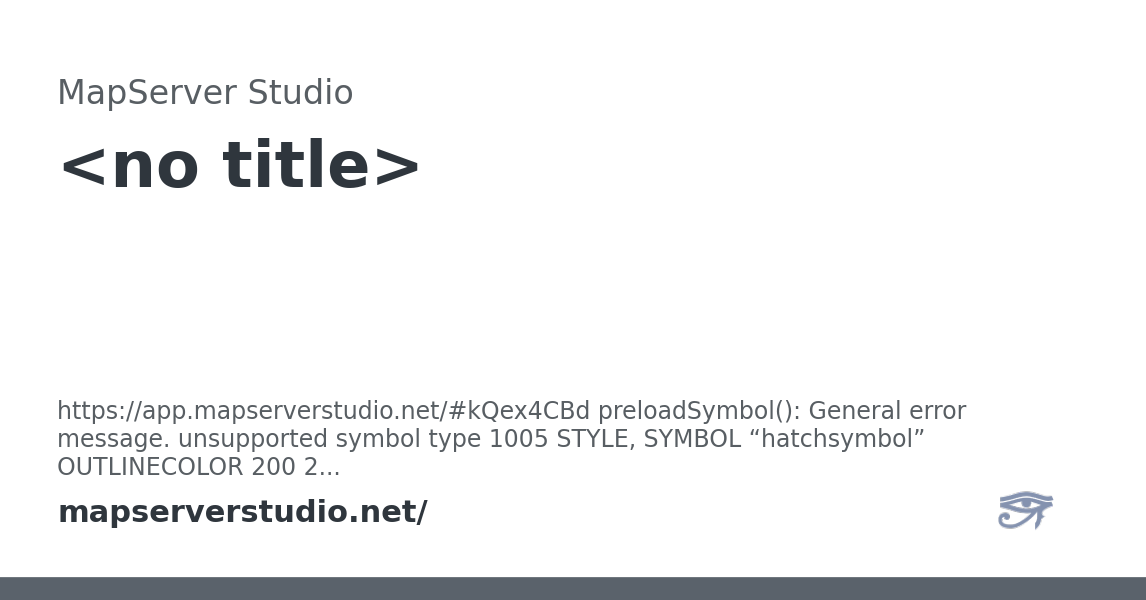 MapServer Studio
<no title>
https://app.mapserverstudio.net/#kQex4CBd preloadSymbol(): General error
message. unsupported symbol type 1005 STYLE, SYMBOL “hatchsymbol”
OUTLINECOLOR 200 2...
mapserverstudio.net/